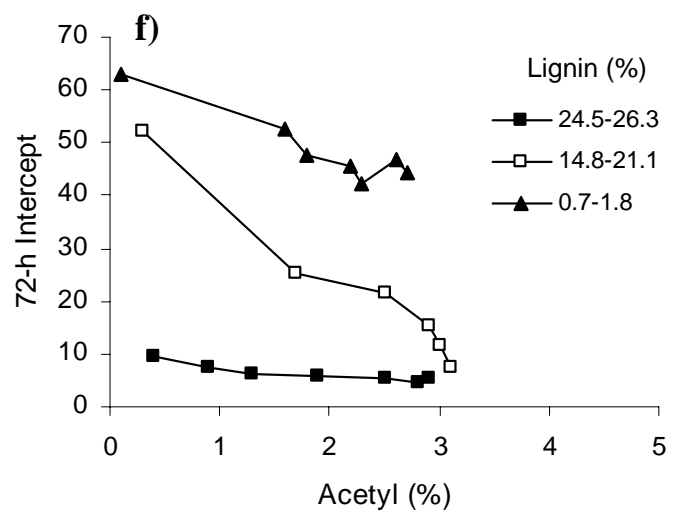 f)
70
60
50
40
30
20
10
0
72-h Intercept
0 1 2 3 4 5
Acetyl (%)
Lignin (%)
24.5-26.3
14.8-21.1
0.7-1.8